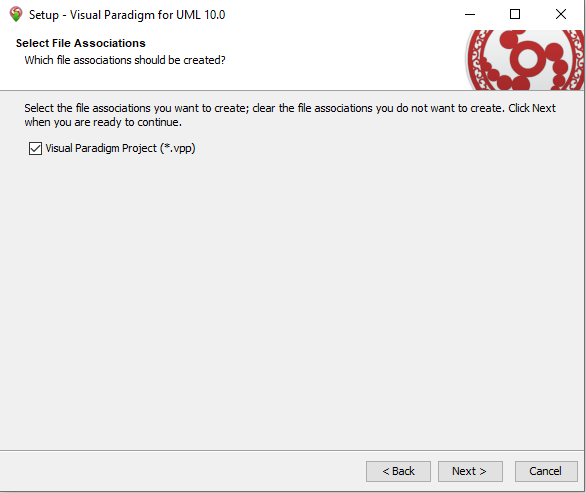 Setup - Visual Paradigm for UML 10.0
Select File Associations
Which file associations should be created?
Select the file associations you want to create; clear the file associations you do not want to create. Click Next
when you are ready to continue.
Visual Paradigm Project (*.vpp)
< Back
Next >
Cancel